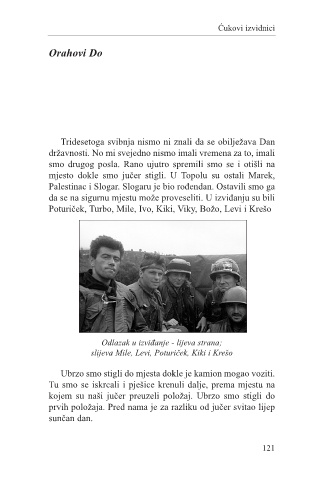 Ćukovi izvidnici
Orahovi Do
Tridesetoga svibnja nismo ni znali da se obilježava Dan
državnosti. No mi svejedno nismo imali vremena za to, imali
smo drugog posla. Rano ujutro spremili smo se i otišli na
mjesto dokle smo jučer stigli. U Topolu su ostali Marek,
Palestinac i Slogar. Slogaru je bio rođendan. Ostavili smo ga
da se na sigurnu mjestu može proveseliti. U izviđanju su bili
Poturiček, Turbo, Mile, Ivo, Kiki, Viky, Božo, Levi i Krešo
Odlazak u izviđanje - lijeva strana;
slijeva Mile, Levi, Poturiček, Kiki i Krešo
Ubrzo smo stigli do mjesta dokle je kamion mogao voziti.
Tu smo se iskrcali i pješice krenuli dalje, prema mjestu na
kojem su naši jučer preuzeli položaj. Ubrzo smo stigli do
prvih položaja. Pred nama je za razliku od jučer svitao lijep
sunčan dan.
121